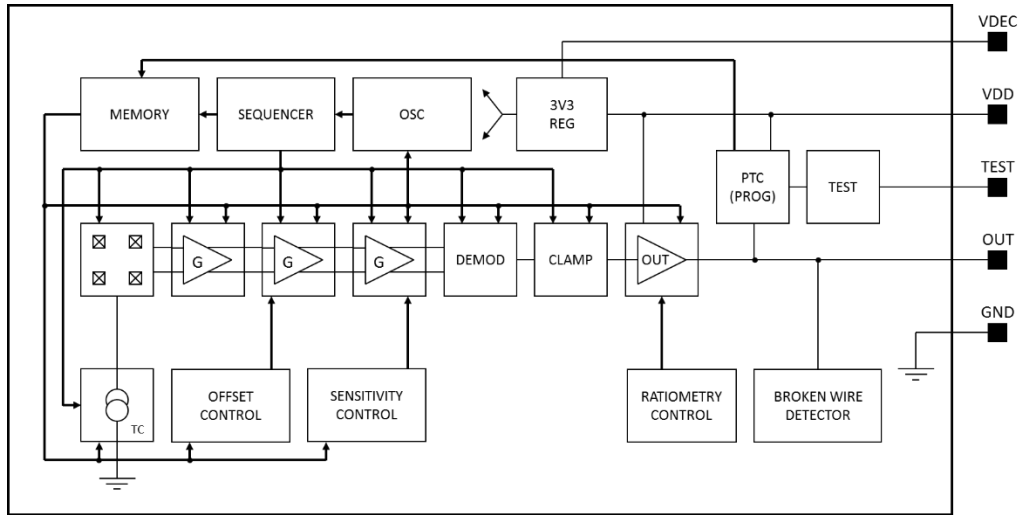 VDEC
MEMORY
SEQUENCER
OSC
3V3
REG
VDD
PTC
(PROG)
TEST
TEST
G
G
G
DEMOD
CLAMP
OUT
OUT
GND
TC
OFFSET
CONTROL
SENSITIVITY
CONTROL
RATIOMETRY
CONTROL
BROKEN WIRE
DETECTOR